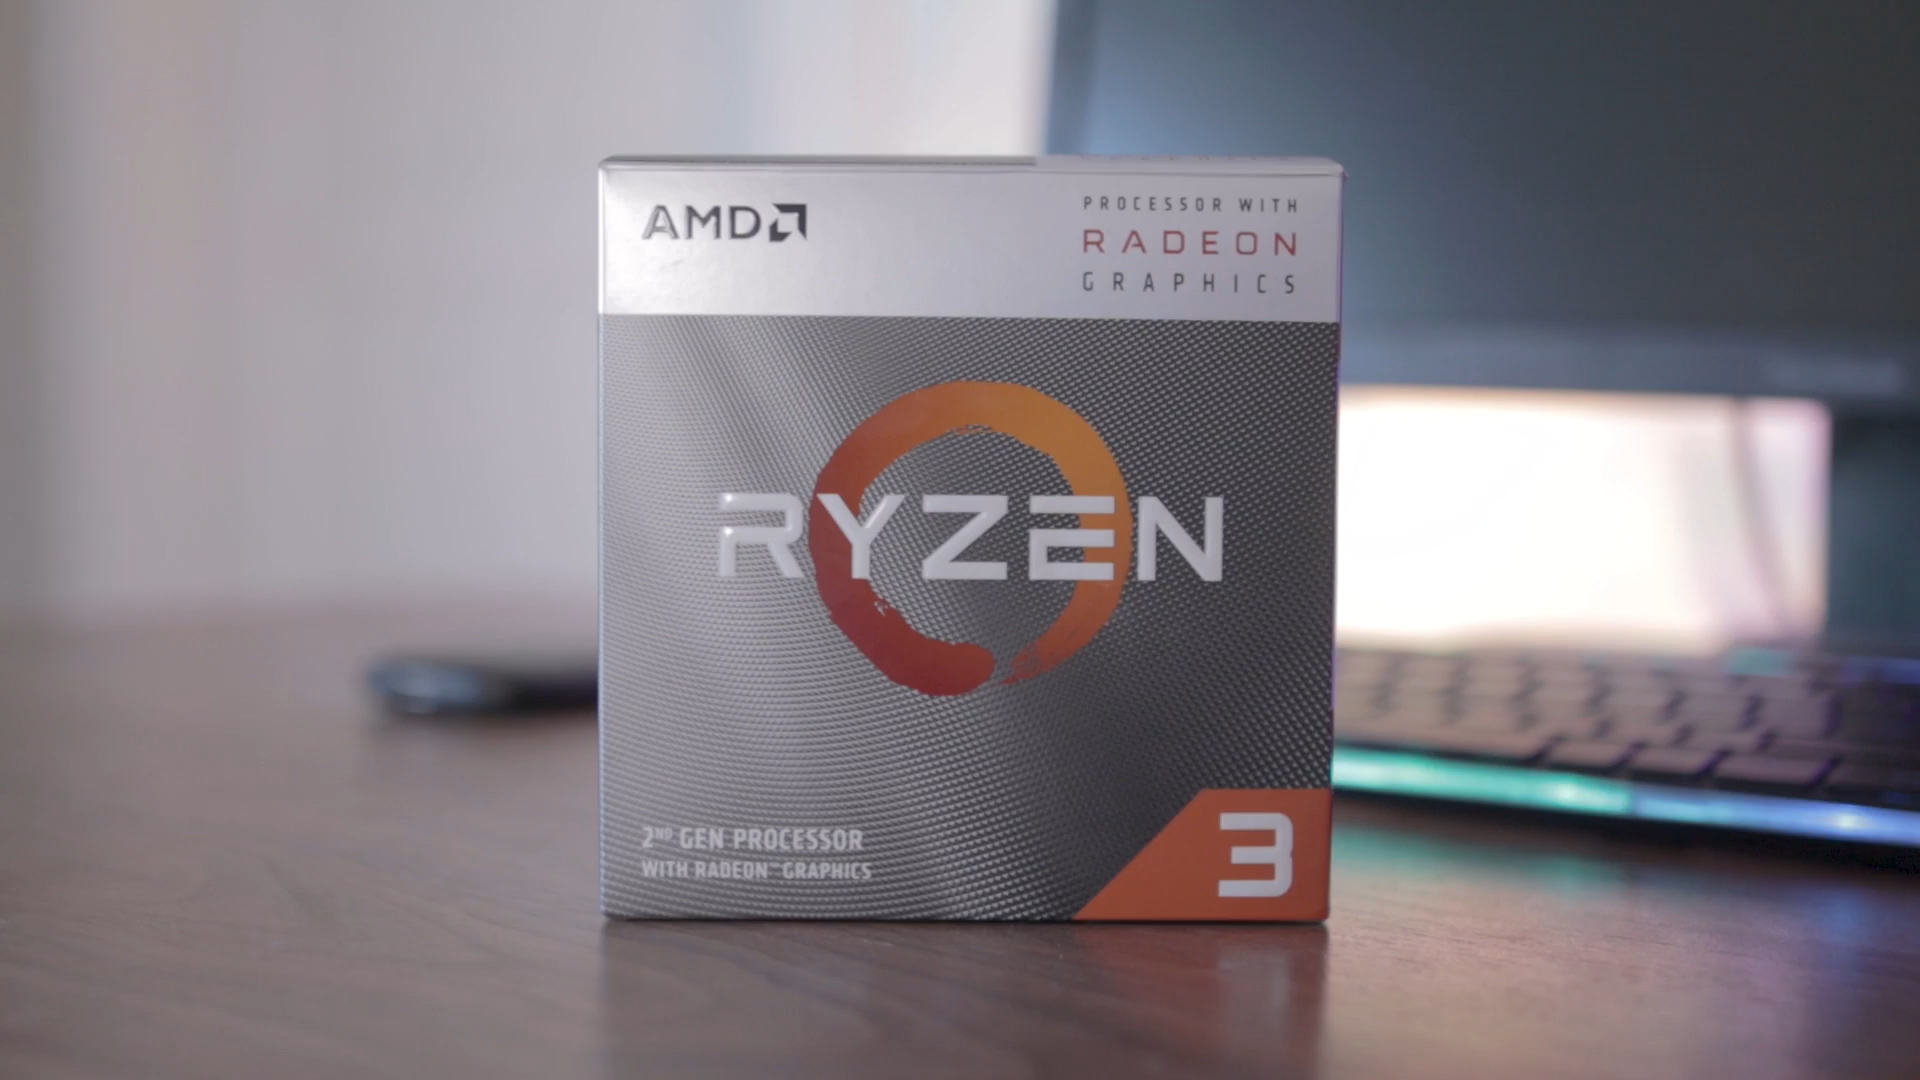 AMD
PROCESSOR WITH
RADEON
GRAPHICS
RYZEN
2ND GEN PROCESSOR
WITH RADEON™ GRAPHICS
3